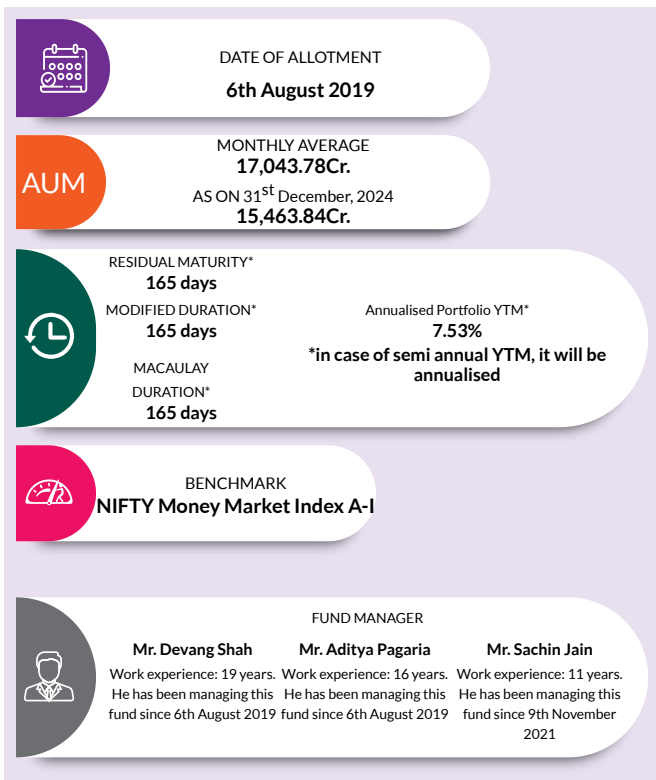 DATE OF ALLOTMENT
6th August 2019
AUM
MONTHLY AVERAGE
17,043.78Cr.
AS ON 31st December, 2024
15,463.84Cr.
RESIDUAL MATURITY*
165 days
MODIFIED DURATION*
165 days
MACAULAY
DURATION*
165 days
Annualised Portfolio YTM*
7.53%
*in case of semi annual YTM, it will be
annualised
BENCHMARK
NIFTY Money Market Index A-I
FUND MANAGER
Mr. Devang Shah
Work experience: 19 years.
He has been managing this
fund since 6th August 2019
Mr. Aditya Pagaria
Work experience: 16 years.
He has been managing this
fund since 6th August 2019
Mr. Sachin Jain
Work experience: 11 years.
He has been managing this
fund since 9th November
2021